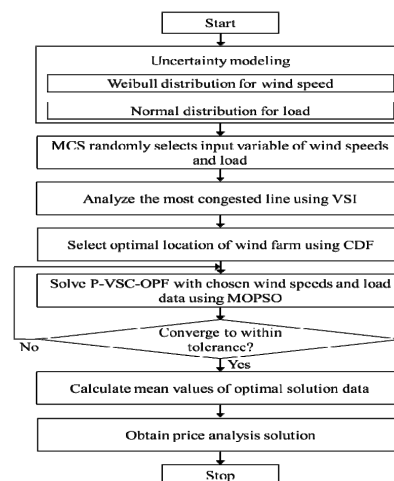 Start
Uncertainty modeling
Weibull distribution for wind speed
Normal distribution for load
MCS randomly selects input variable of wind speeds
and load
Analyze the most congested line using VSI
Select optimal location of wind farm using CDF
Solve P-VSC-OPF with chosen wind speeds and load
data using MOPSO
Converge to within
tolerance?
No
Yes
Calculate mean values of optimal solution data
Obtain price analysis solution
Stop